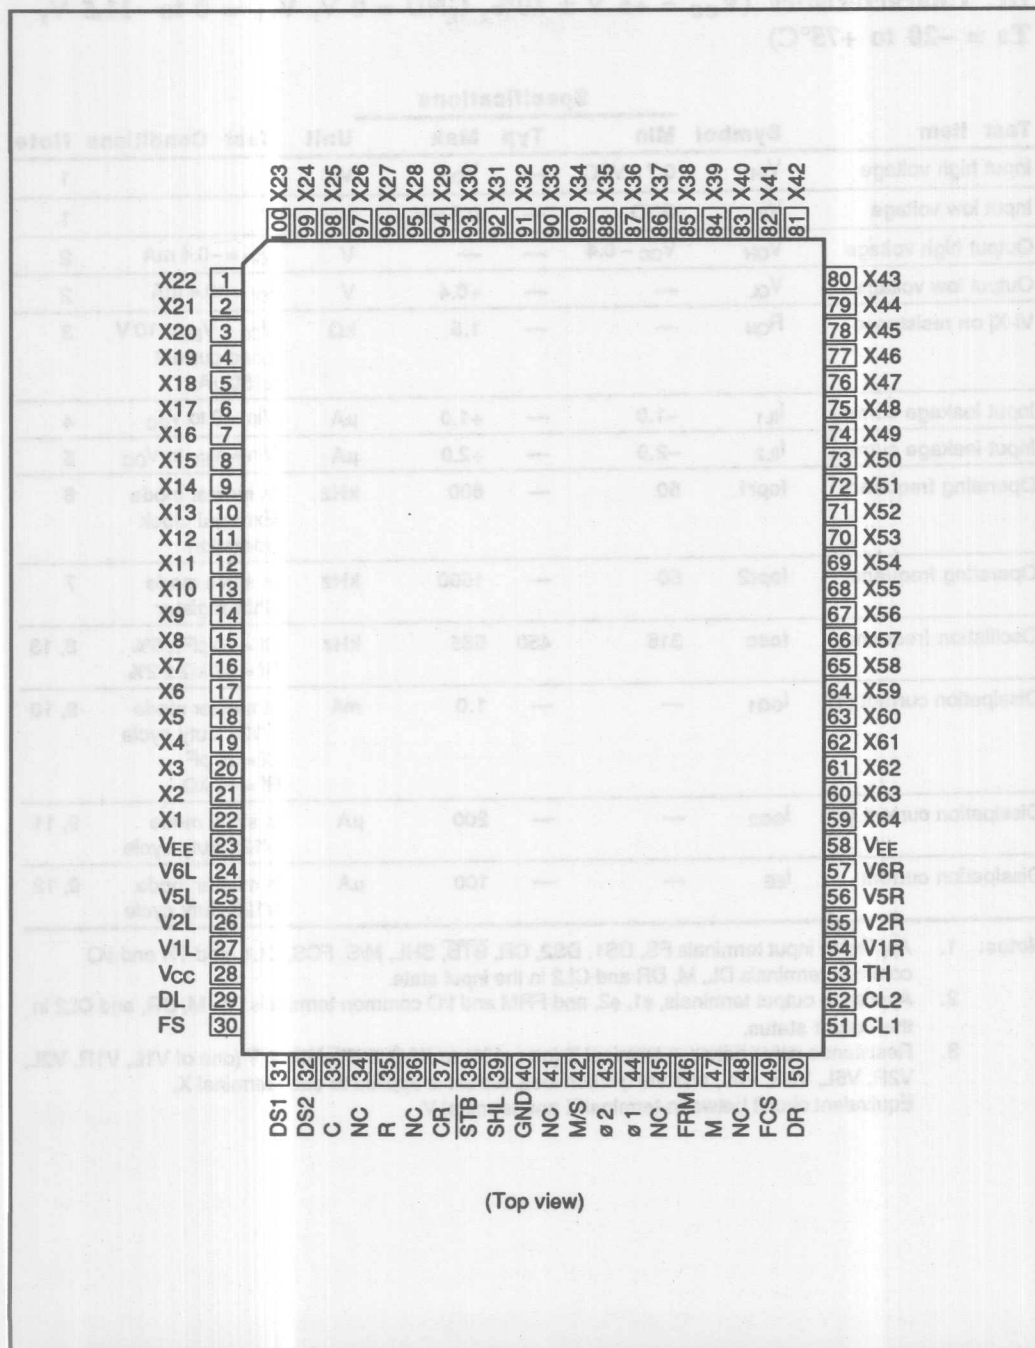 100 X23
99 X24
98 X25
97 X26
96 X27
95 X28
94 X29
93 X30
92 X31
91 X32
90 X33
89 X34
88 X35
87 X36
86 X37
85 X38
84 X39
83 X40
82 X41
81 X42
X22 1
X21 2
X20 3
X19 4
X18 5
X17 6
X16 7
X15 8
X14 9
X13 10
X12 11
X11 12
X10 13
X9 14
X8 15
X7 16
X6 17
X5 18
X4 19
X3 20
X2 21
X1 22
VEE 23
V6L 24
V5L 25
V2L 26
V1L 27
VCC 28
DL 29
FS 30
80 X43
79 X44
78 X45
77 X46
76 X47
75 X48
74 X49
73 X50
72 X51
71 X52
70 X53
69 X54
68 X55
67 X56
66 X57
65 X58
64 X59
63 X60
62 X61
61 X62
60 X63
59 X64
58 VEE
57 V6R
56 V5R
55 V2R
54 V1R
53 TH
52 CL2
51 CL1
DS1 31
DS2 32
C 33
NC 34
R 35
NC 36
CR 37
STB 38
SHL 39
GND 40
NC 41
M/S 42
ø2 43
ø1 44
NC 45
FRM 46
M 47
NC 48
FCS 49
DR 50
(Top view)